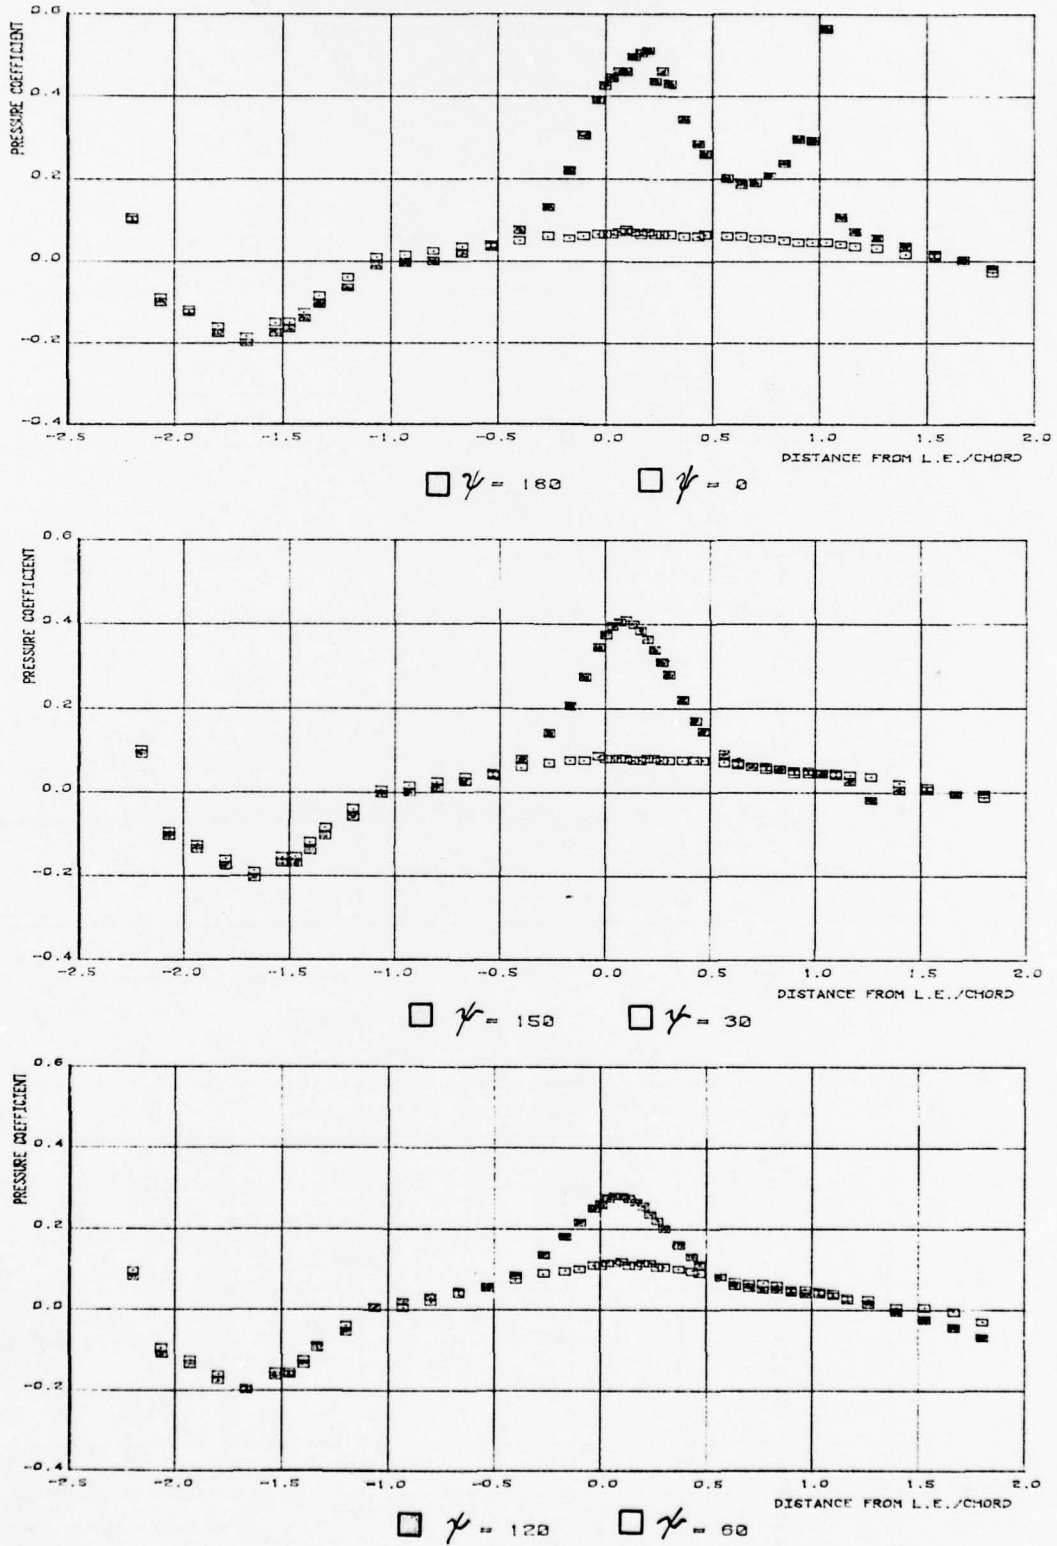 0.6
PRESSURE COEFFICIENT
0.4
0.2
0.0
-0.2
-0.4
-2.5 -2.0 -1.5 -1.0 -0.5 0.0 0.5 1.0 1.5 2.0
DISTANCE FROM L.E./CHORD
ψ = 180 ψ = 0
0.6
PRESSURE COEFFICIENT
0.4
0.2
0.0
-0.2
-0.4
-2.5 -2.0 -1.5 -1.0 -0.5 0.0 0.5 1.0 1.5 2.0
DISTANCE FROM L.E./CHORD
ψ = 150 ψ = 30
0.6
PRESSURE COEFFICIENT
0.4
0.2
0.0
-0.2
-0.4
-2.5 -2.0 -1.5 -1.0 -0.5 0.0 0.5 1.0 1.5 2.0
DISTANCE FROM L.E./CHORD
ψ = 120 ψ = 60